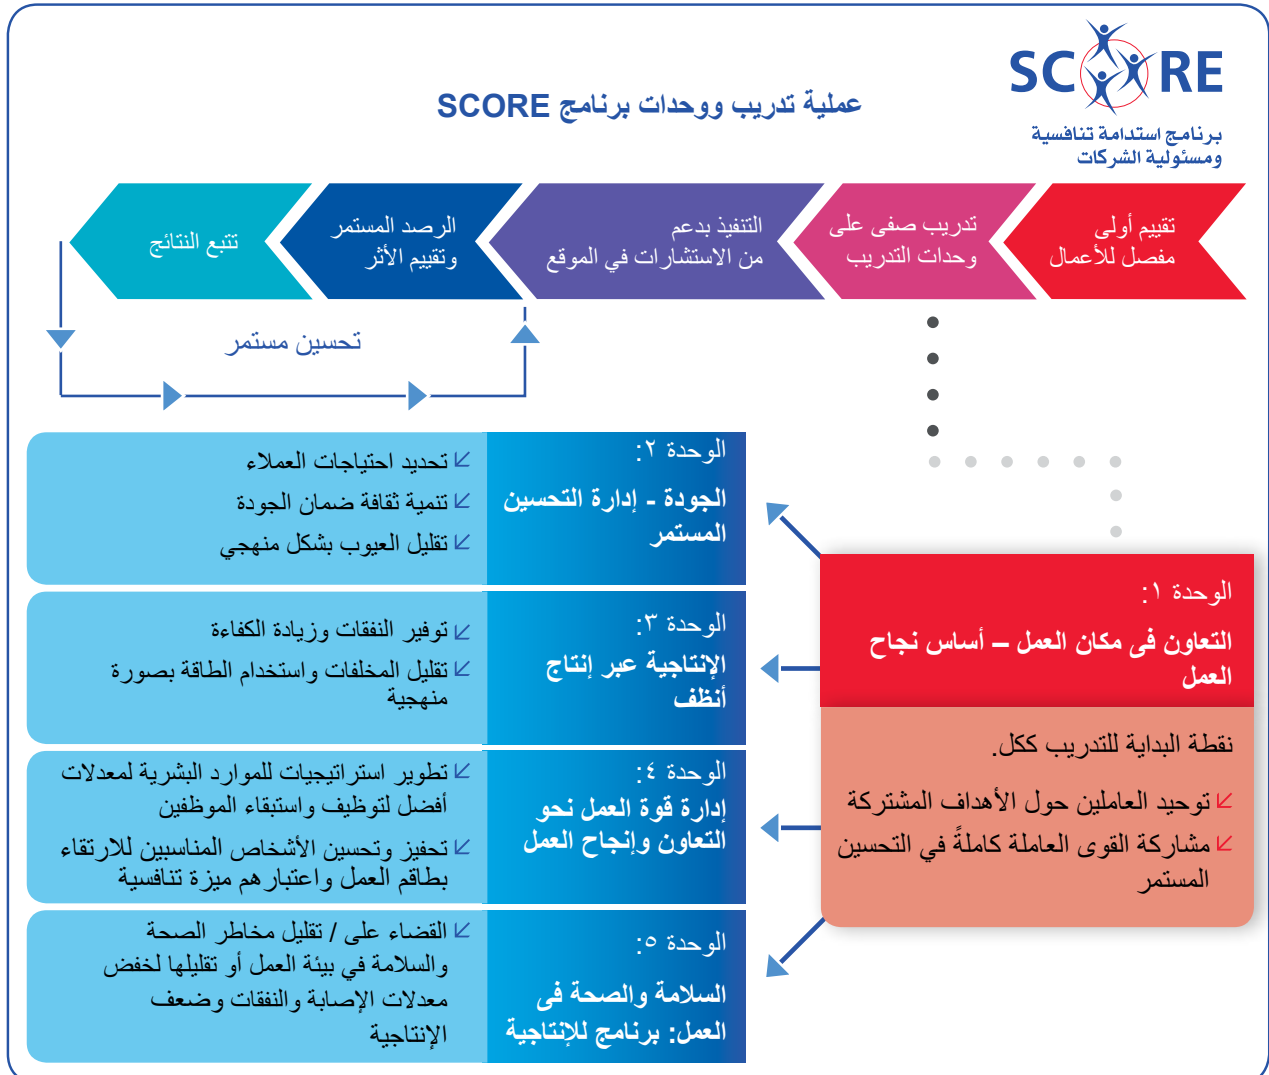 SCORE
برنامج استدامة تنافسية
ومسئولية الشركات
عملية تدريب ووحدات برنامج SCORE
تقييم أولى
مفصل للأعمال
تدريب صفى على
وحدات التدريب
التنفيذ بدعم
من الاستشارات في الموقع
الرصد المستمر
وتقييم الأثر
تتبع النتائج
تحسين مستمر
الوحدة ١:
التعاون فى مكان العمل – أساس نجاح
العمل
نقطة البداية للتدريب ككل.
توحيد العاملين حول الأهداف المشتركة
مشاركة القوى العاملة كاملةً في التحسين
المستمر
الوحدة ٢:
الجودة - إدارة التحسين
المستمر
تحديد احتياجات العملاء
تنمية ثقافة ضمان الجودة
تقليل العيوب بشكل منهجي
الوحدة ٣:
الإنتاجية عبر إنتاج
أنظف
توفير النفقات وزيادة الكفاءة
تقليل المخلفات واستخدام الطاقة بصورة
منهجية
الوحدة ٤:
إدارة قوة العمل نحو
التعاون وإنجاح العمل
تطوير استراتيجيات للموارد البشرية لمعدلات
أفضل لتوظيف واستبقاء الموظفين
تحفيز وتحسين الأشخاص المناسبين للارتقاء
بطاقم العمل واعتبارهم ميزة تنافسية
الوحدة ٥:
السلامة والصحة فى
العمل: برنامج للإنتاجية
القضاء على / تقليل مخاطر الصحة
والسلامة في بيئة العمل أو تقليلها لخفض
معدلات الإصابة والنفقات وضعف
الإنتاجية